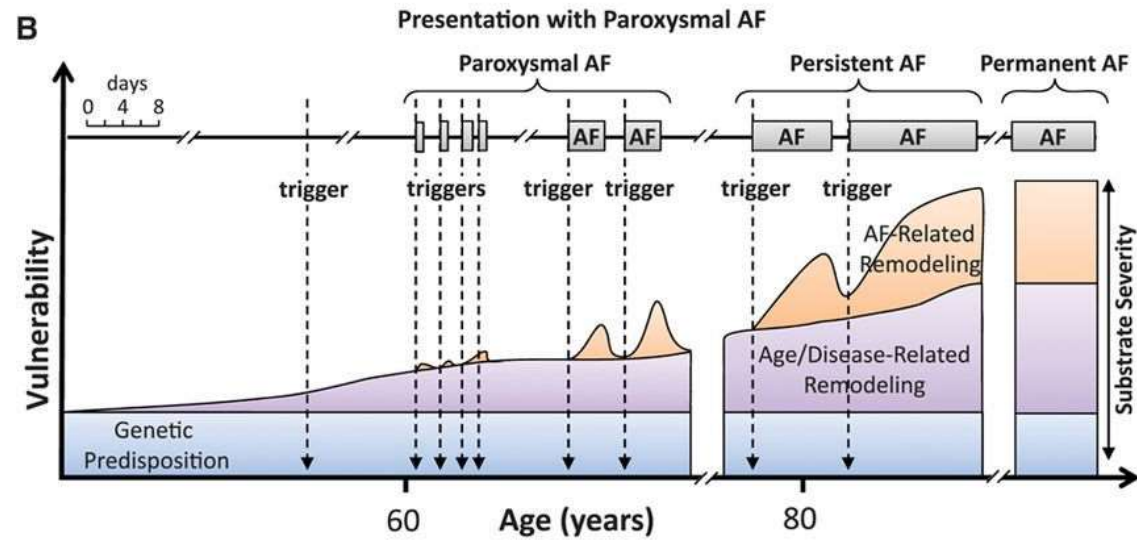 B
Presentation with Paroxysmal AF
Paroxysmal AF
Persistent AF
Permanent AF
days
0 4 8
AF
AF
AF
AF
AF
trigger
triggers
trigger
trigger
trigger
trigger
Vulnerability
AF-Related
Remodeling
Age/Disease-Related
Remodeling
Genetic
Predisposition
Substrate Severity
60
Age (years)
80